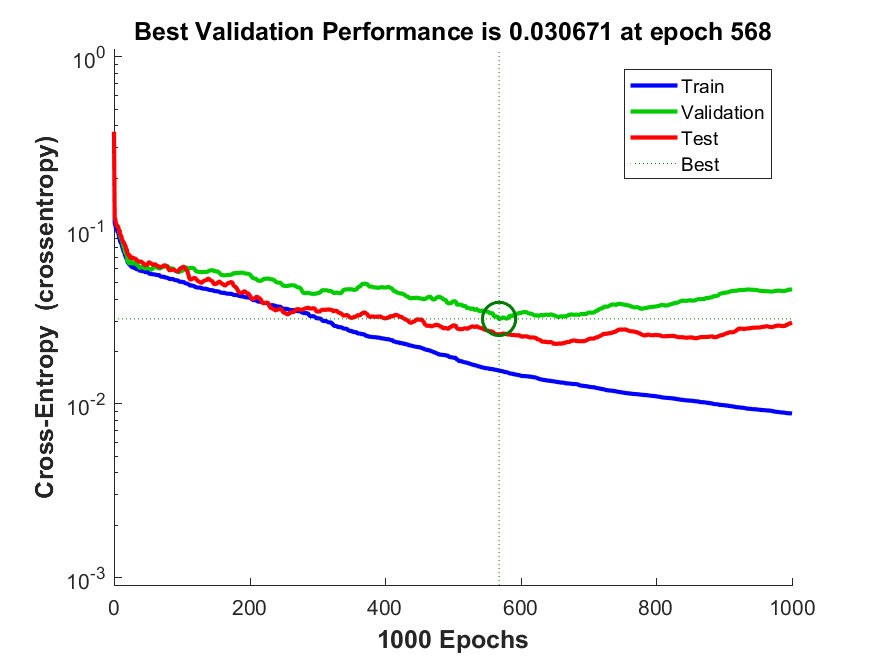 Best Validation Performance is 0.030671 at epoch 568
10^0
10^-1
10^-2
10^-3
Cross-Entropy (crossentropy)
Train
Validation
Test
Best
0 200 400 600 800 1000
1000 Epochs